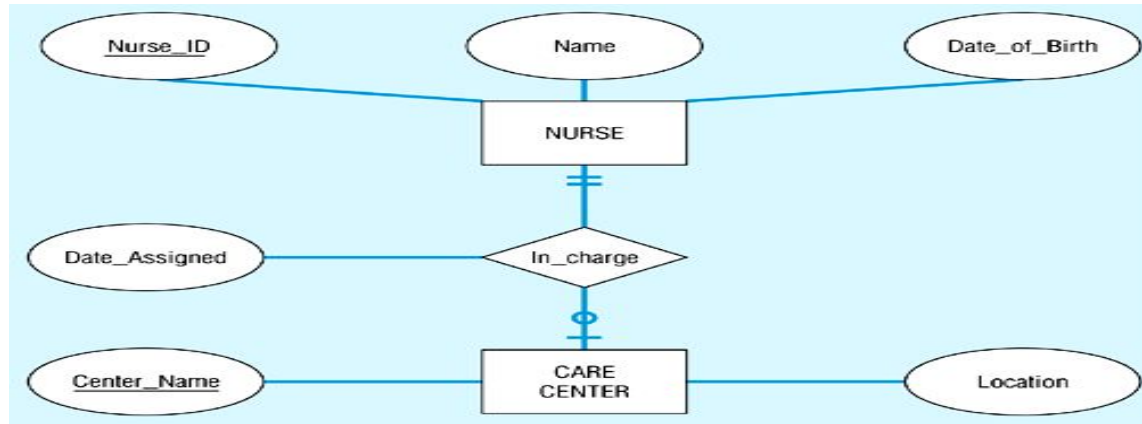 Nurse_ID
Name
Date_of_Birth
NURSE
Date_Assigned
In_charge
Center_Name
CARE
CENTER
Location